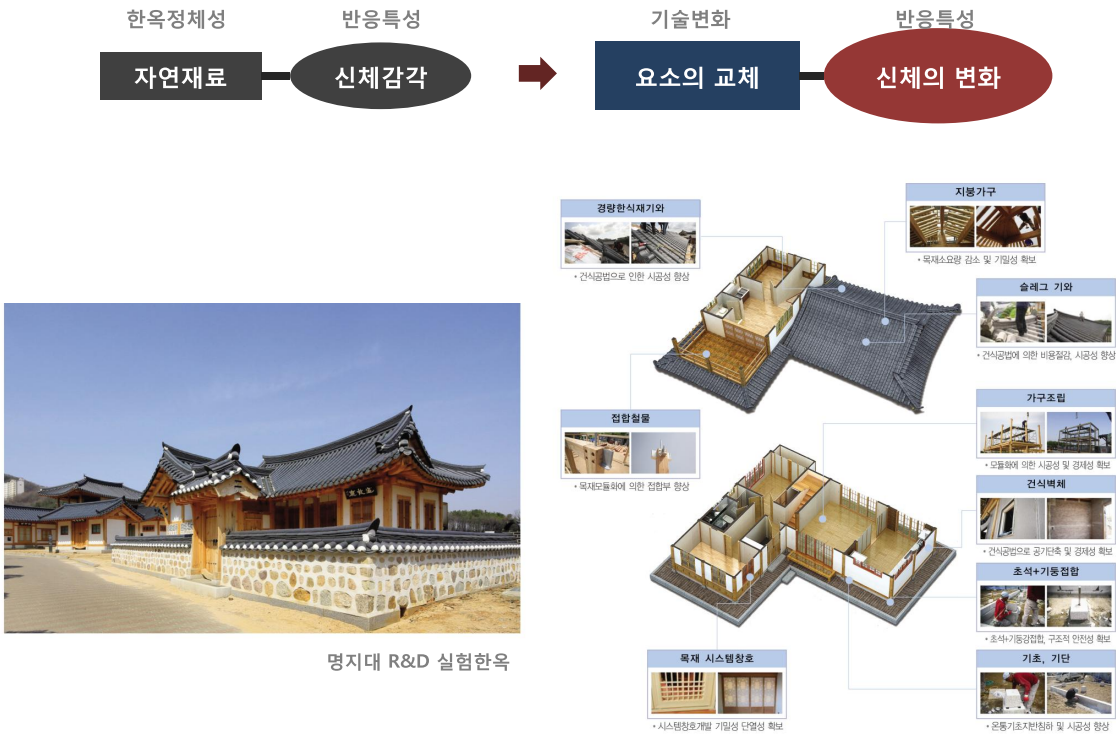 한옥정체성
반응특성
기술변화
반응특성
자연재료
신체감각
요소의 교체
신체의 변화
경량한식재기와
• 건식공법으로 인한 시공성 향상
지붕가구
• 목재소요량 감소 및 기밀성 확보
슬레그 기와
• 건식공법에 의한 비용절감, 시공성 향상
접합철물
• 목재모듈화에 의한 접합부 향상
가구조립
• 모듈화에 의한 시공성 및 경제성 확보
건식벽체
• 건식공법으로 공기단축 및 경제성 확보
초석+기둥접합
• 초석+기둥강접합, 구조적 안전성 확보
목재 시스템창호
• 시스템창호개발 기밀성 단열성 확보
기초, 기단
• 온통기초지반침하 및 시공성 향상
명지대 R&D 실험한옥